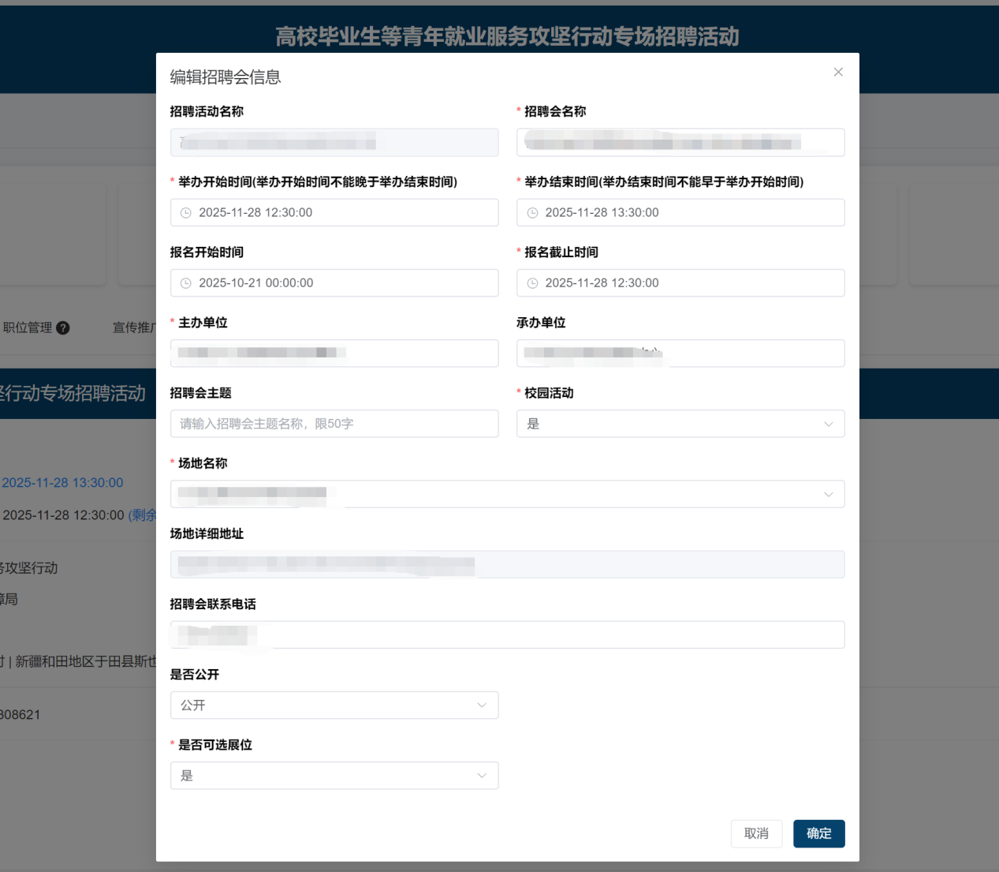 高校毕业生等青年就业服务攻坚行动专场招聘活动
编辑招聘会信息
招聘活动名称
* 招聘会名称
* 举办开始时间(举办开始时间不能晚于举办结束时间)
* 举办结束时间(举办结束时间不能早于举办开始时间)
2025-11-28 12:30:00
2025-11-28 13:30:00
报名开始时间
* 报名截止时间
2025-10-21 00:00:00
2025-11-28 12:30:00
职位管理 ?
宣传推广
* 主办单位
承办单位
招聘会主题
* 校园活动
坚行动专场招聘活动
请输入招聘会主题名称，限50字
是
* 场地名称
2025-11-28 13:30:00
2025-11-28 12:30:00 (剩余
场地详细地址
务攻坚行动
障局
招聘会联系电话
村 | 新疆和田地区于田县斯也
是否公开
公开
308621
* 是否可选展位
是
取消
确定